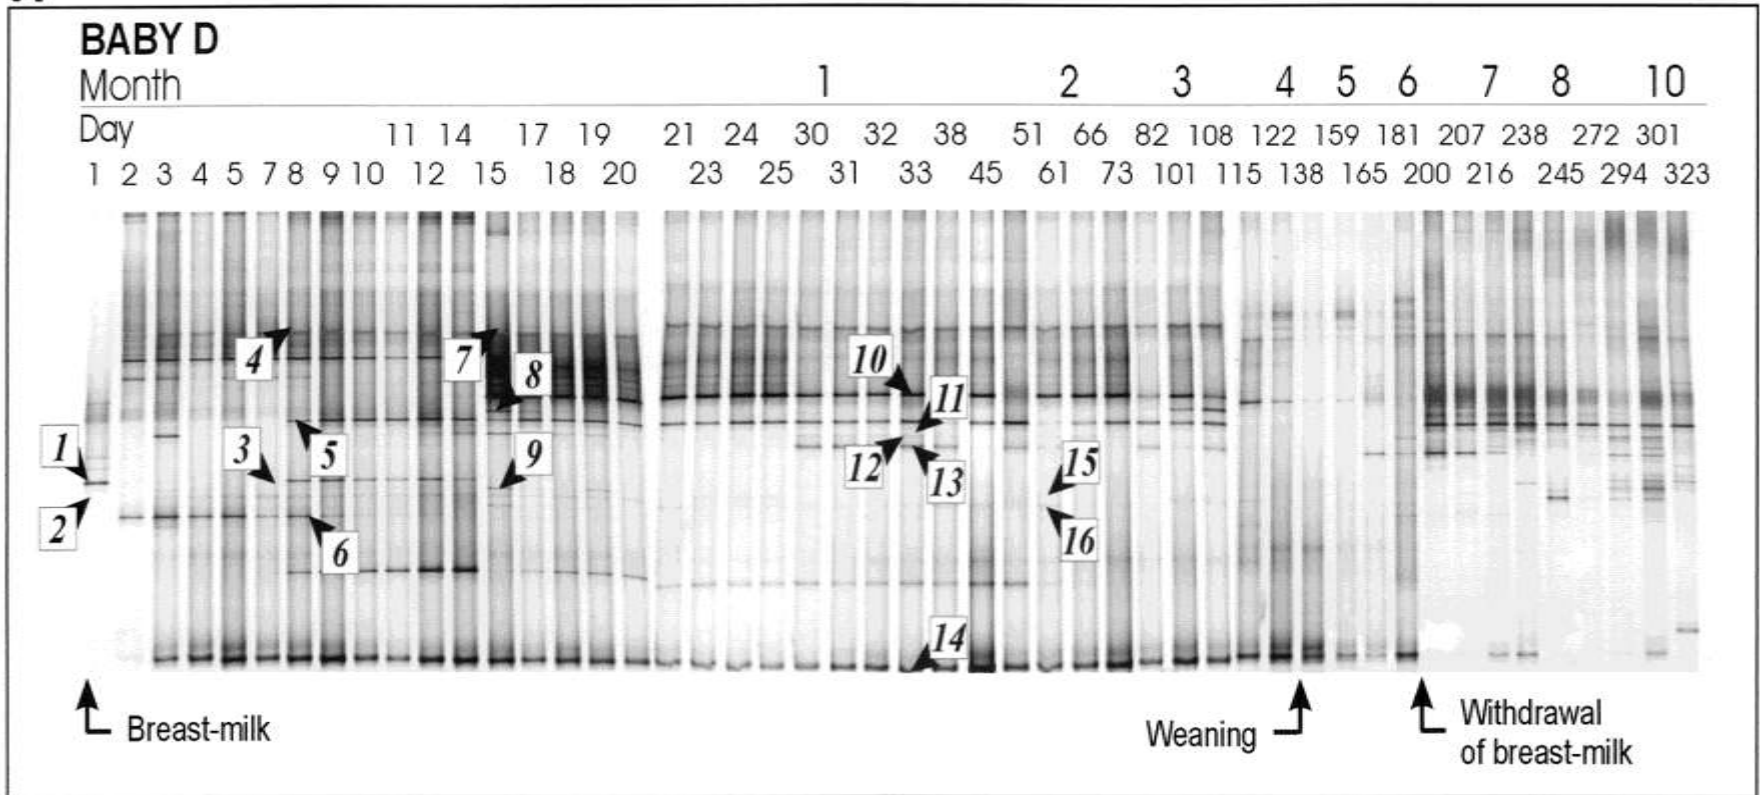 BABY D
Month 1 2 3 4 5 6 7 8 10
Day 11 14 17 19 21 24 30 32 38 51 66 82 108 122 159 181 207 238 272 301
1 2 3 4 5 7 8 9 10 12 15 18 20 23 25 31 33 45 61 73 101 115 138 165 200 216 245 294 323
4 7 8 10 11
1 3 5 9 12 13 15
2 6 16
14
Breast-milk
Weaning
Withdrawal
of breast-milk